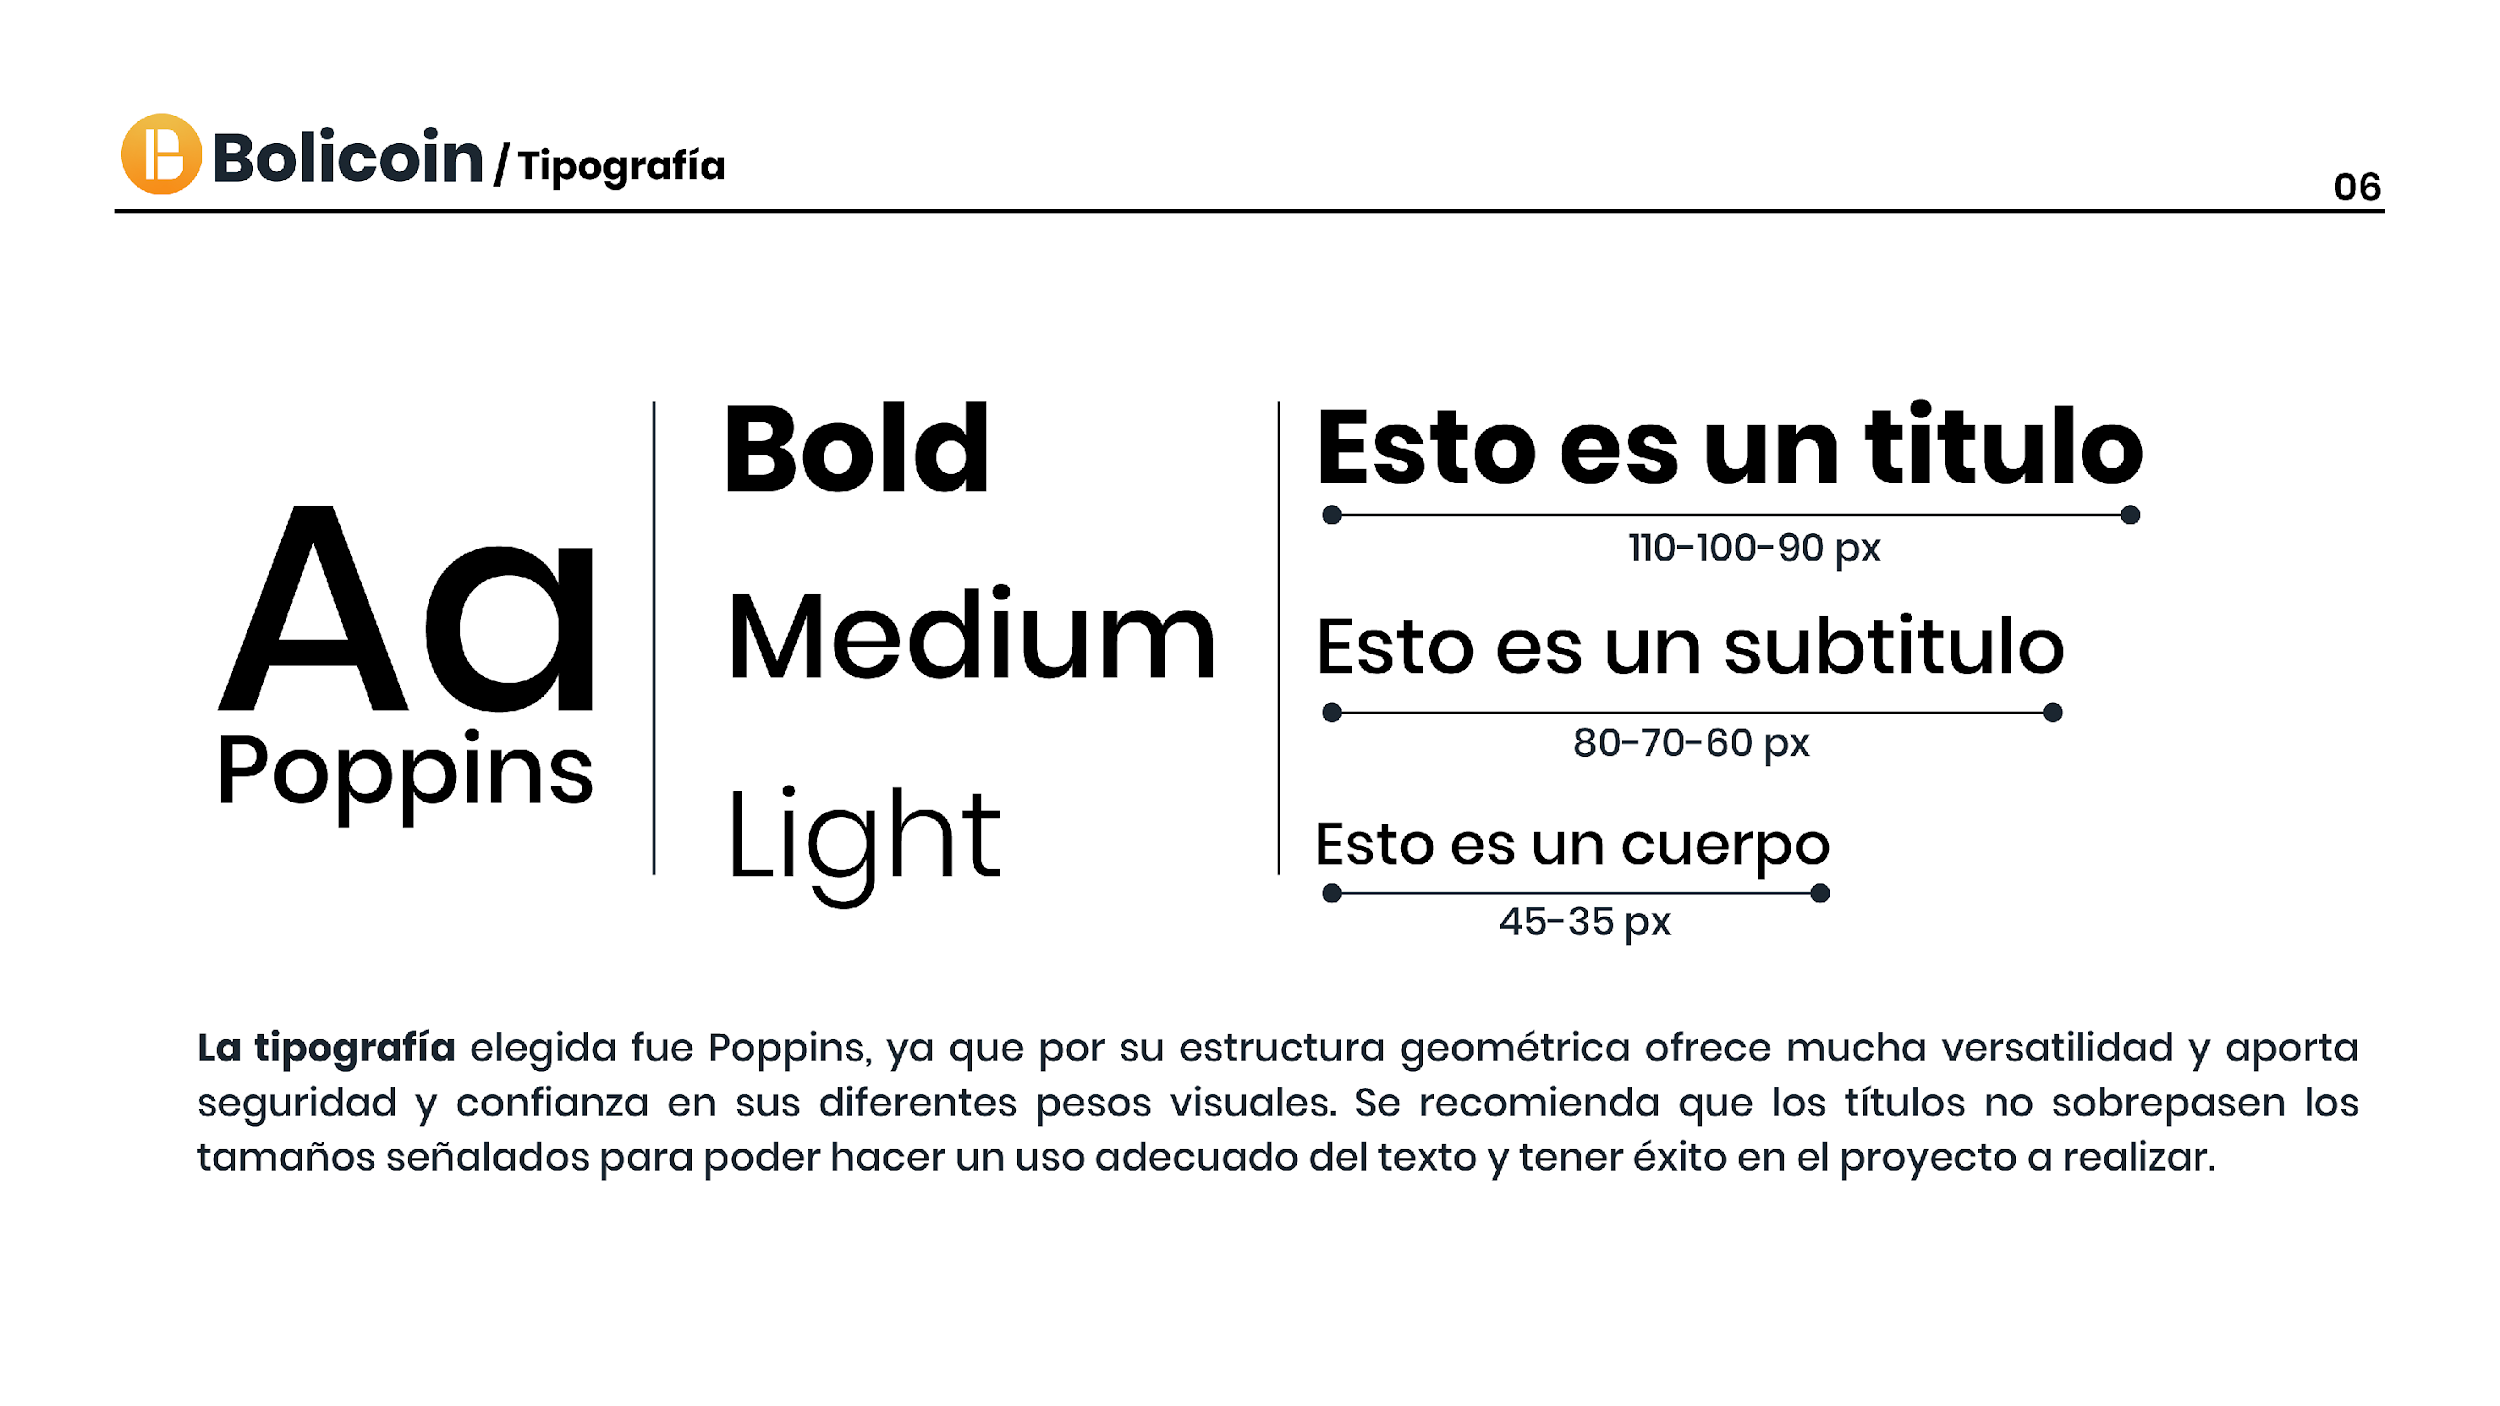 Bolicoin / Tipografía
06
Aa
Poppins
Bold
Medium
Light
Esto es un titulo
110-100-90 px
Esto es un subtitulo
80-70-60 px
Esto es un cuerpo
45-35 px
La tipografía elegida fue Poppins, ya que por su estructura geométrica ofrece mucha versatilidad y aporta
seguridad y confianza en sus diferentes pesos visuales. Se recomienda que los títulos no sobrepasen los
tamaños señalados para poder hacer un uso adecuado del texto y tener éxito en el proyecto a realizar.